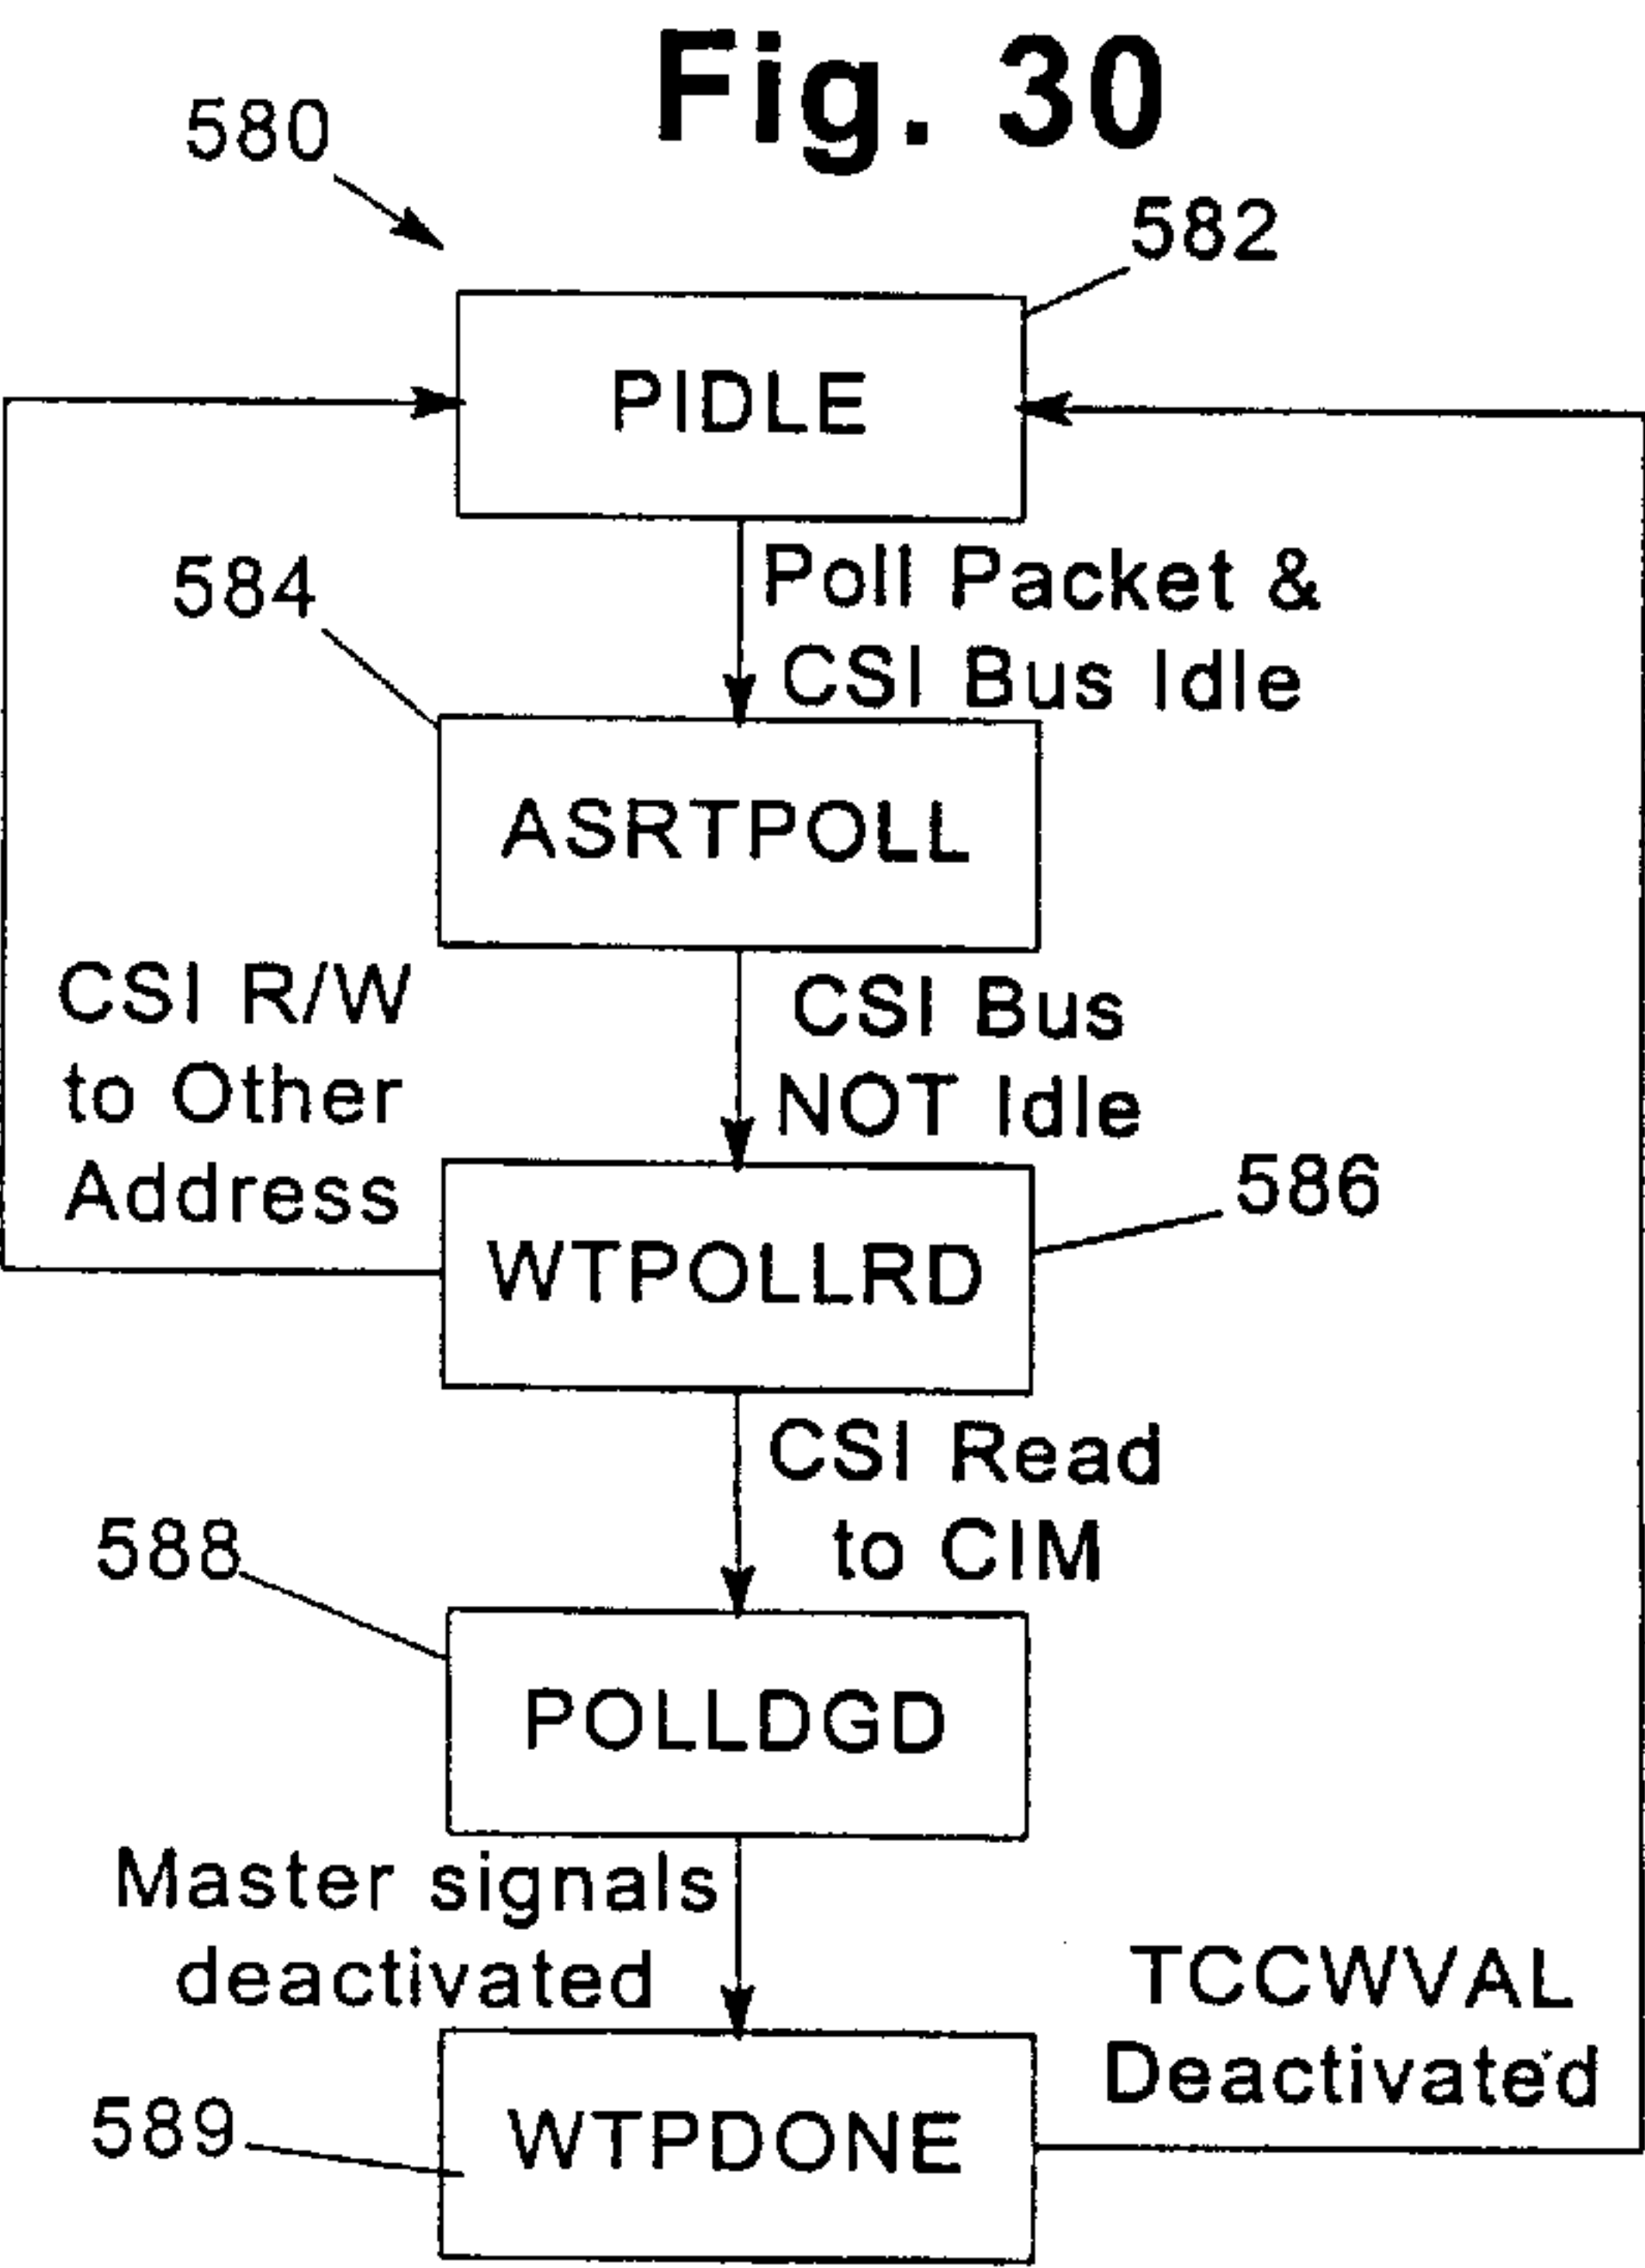 Fig. 30
580
582
PIDLE
584
Poll Packet &
CSI Bus Idle
ASRTPOLL
CSI R/W
to Other
Address
CSI Bus
NOT Idle
586
WTPOLLRD
CSI Read
to CIM
588
POLLDGD
Master signals
deactivated
TCCWVAL
Deactivated
589
WTPDONE